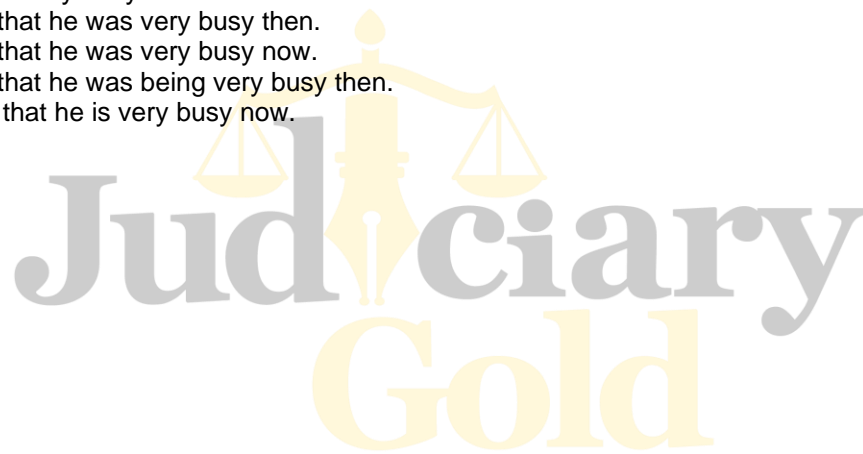 that he was very busy then.
that he was very busy now.
that he was being very busy then.
that he is very busy now.
Judiciary
Gold